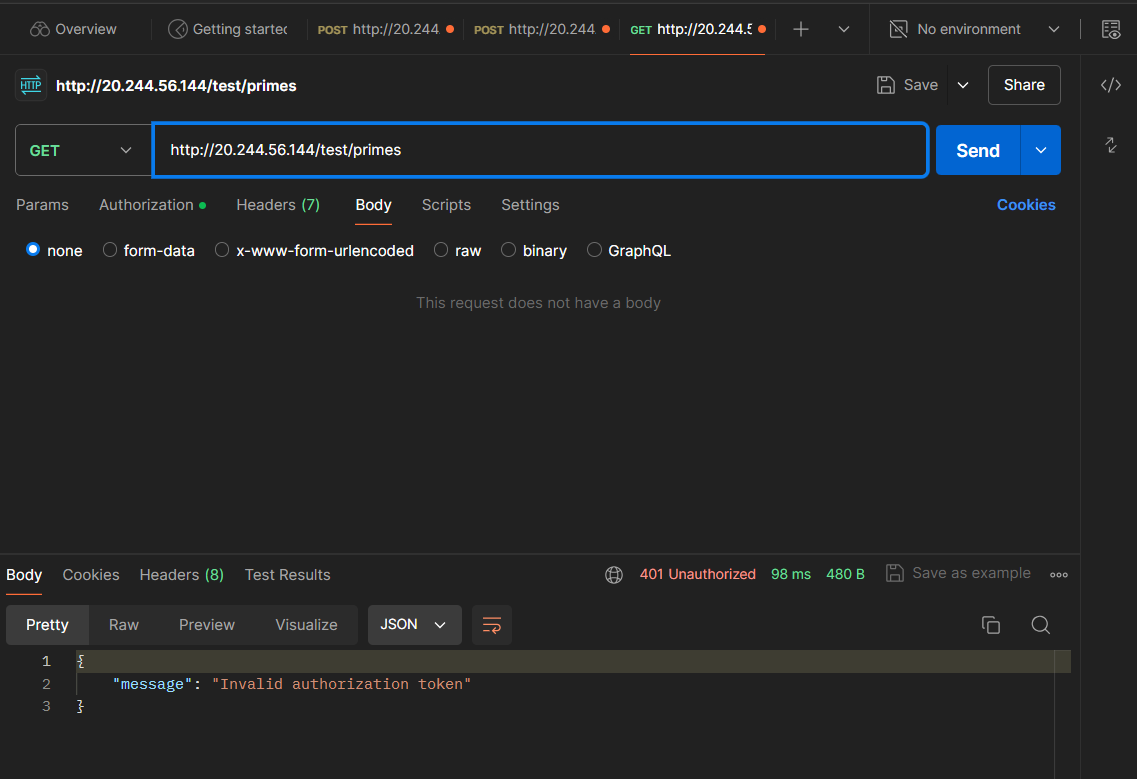 Overview Getting started POST http://20.244. POST http://20.244. GET http://20.244.5 No environment
HTTP http://20.244.56.144/test/primes Save Share
GET http://20.244.56.144/test/primes Send
Params Authorization Headers (7) Body Scripts Settings Cookies
none form-data x-www-form-urlencoded raw binary GraphQL
This request does not have a body
Body Cookies Headers (8) Test Results 401 Unauthorized 98 ms 480 B Save as example
Pretty Raw Preview Visualize JSON
1 {
2 "message": "Invalid authorization token"
3 }